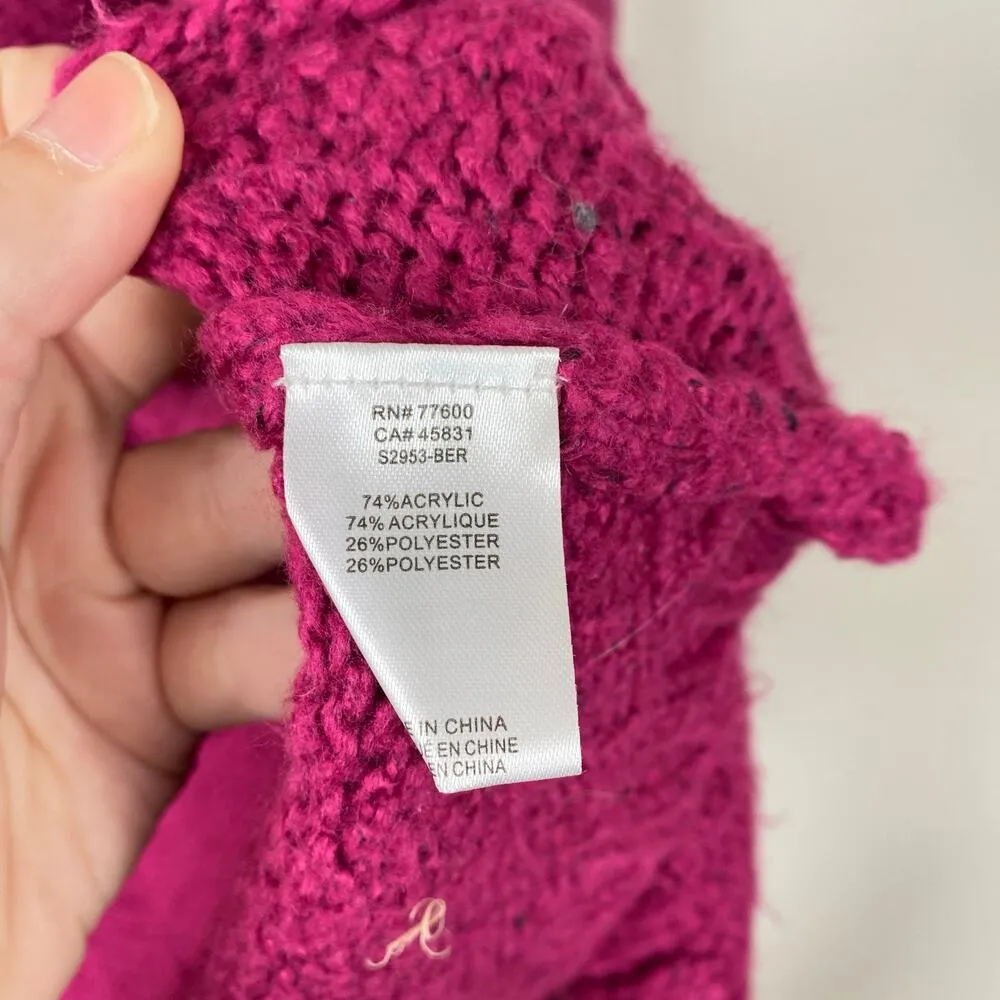 RN# 77600
CA# 45831
S2953-BER
74%ACRYLIC
74% ACRYLIQUE
26%POLYESTER
26%POLYESTER
IN CHINA
EN CHINE
EN CHINA